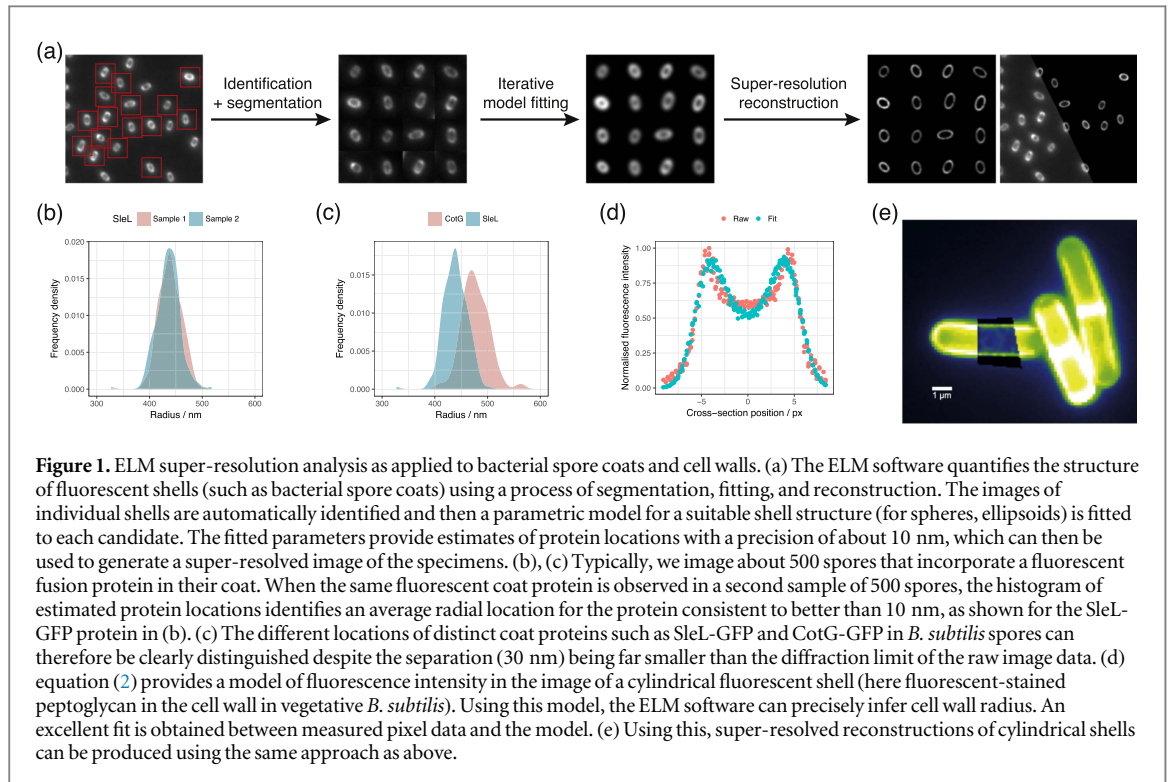 (a)
Identification
+ segmentation
Iterative
model fitting
Super-resolution
reconstruction
(b)
SleL Sample 1 Sample 2
0.020
0.015
0.010
0.005
0.000
Frequency density
300 400 500 600
Radius / nm
(c)
CotG SleL
0.015
0.010
0.005
0.000
Frequency density
300 400 500 600
Radius / nm
(d)
Raw Fit
1.00
0.75
0.50
0.25
0.00
Normalised fluorescence intensity
−5 0 5
Cross−section position / px
(e)
1 µm
Figure 1. ELM super-resolution analysis as applied to bacterial spore coats and cell walls. (a) The ELM software quantifies the structure
of fluorescent shells (such as bacterial spore coats) using a process of segmentation, fitting, and reconstruction. The images of
individual shells are automatically identified and then a parametric model for a suitable shell structure (for spheres, ellipsoids) is fitted
to each candidate. The fitted parameters provide estimates of protein locations with a precision of about 10 nm, which can then be
used to generate a super-resolved image of the specimens. (b), (c) Typically, we image about 500 spores that incorporate a fluorescent
fusion protein in their coat. When the same fluorescent coat protein is observed in a second sample of 500 spores, the histogram of
estimated protein locations identifies an average radial location for the protein consistent to better than 10 nm, as shown for the SleL-
GFP protein in (b). (c) The different locations of distinct coat proteins such as SleL-GFP and CotG-GFP in B. subtilis spores can
therefore be clearly distinguished despite the separation (30 nm) being far smaller than the diffraction limit of the raw image data. (d)
equation (2) provides a model of fluorescence intensity in the image of a cylindrical fluorescent shell (here fluorescent-stained
peptoglycan in the cell wall in vegetative B. subtilis). Using this model, the ELM software can precisely infer cell wall radius. An
excellent fit is obtained between measured pixel data and the model. (e) Using this, super-resolved reconstructions of cylindrical shells
can be produced using the same approach as above.